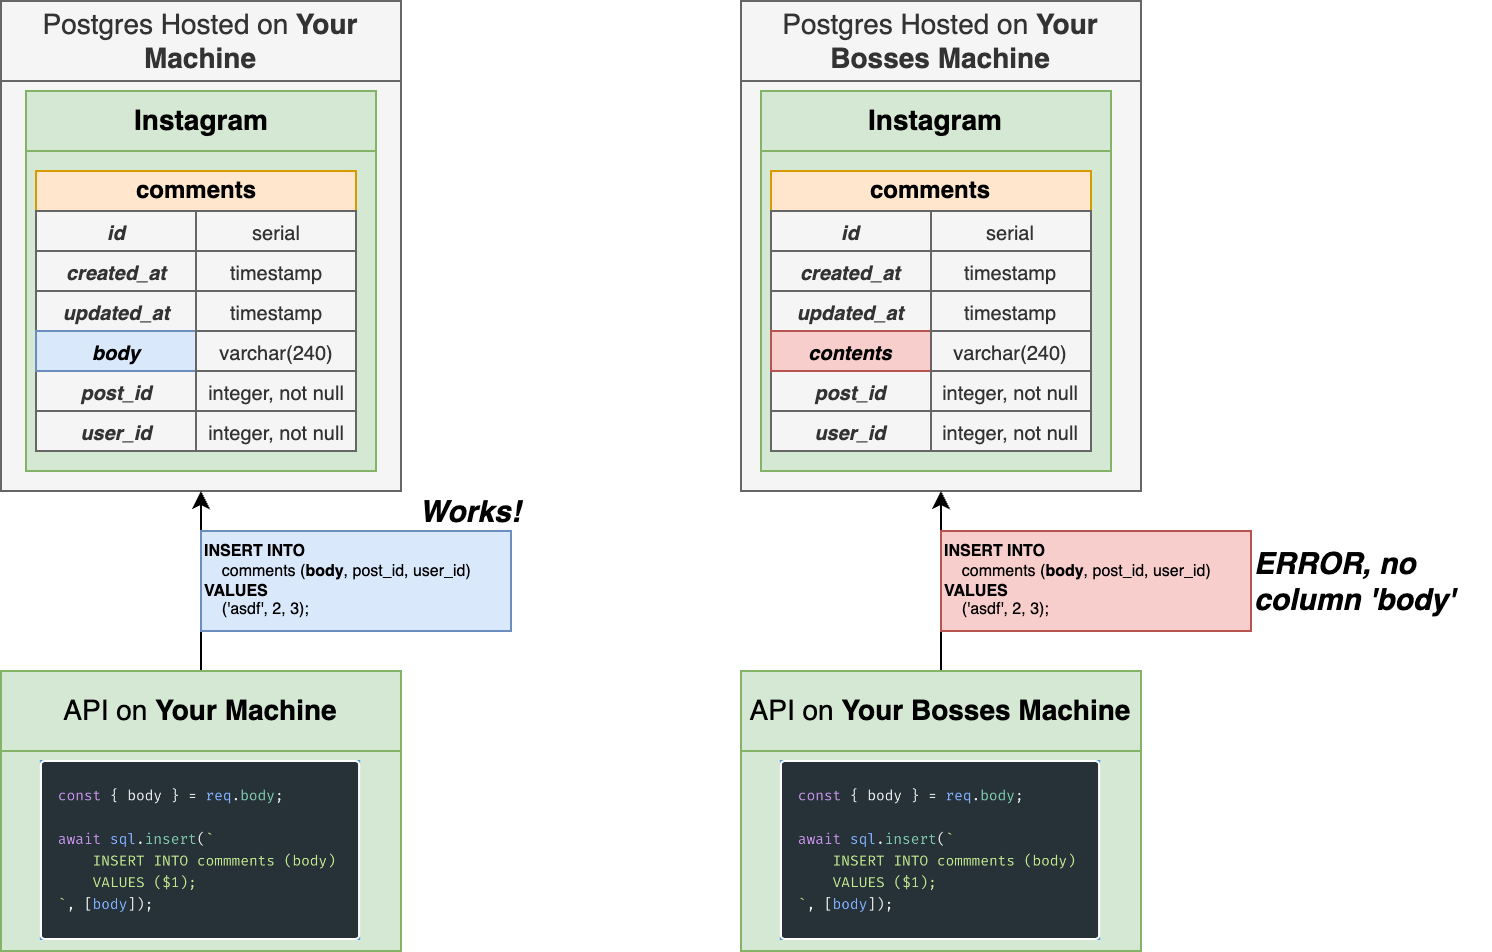 Postgres Hosted on Your
Machine
Instagram
comments
id serial
created_at timestamp
updated_at timestamp
body varchar(240)
post_id integer, not null
user_id integer, not null
Works!
INSERT INTO
comments (body, post_id, user_id)
VALUES
('asdf', 2, 3);
API on Your Machine
const { body } = req.body;
await sql.insert(`
INSERT INTO commments (body)
VALUES ($1);
`, [body]);
Postgres Hosted on Your
Bosses Machine
Instagram
comments
id serial
created_at timestamp
updated_at timestamp
contents varchar(240)
post_id integer, not null
user_id integer, not null
INSERT INTO
comments (body, post_id, user_id)
VALUES
('asdf', 2, 3);
ERROR, no
column 'body'
API on Your Bosses Machine
const { body } = req.body;
await sql.insert(`
INSERT INTO commments (body)
VALUES ($1);
`, [body]);